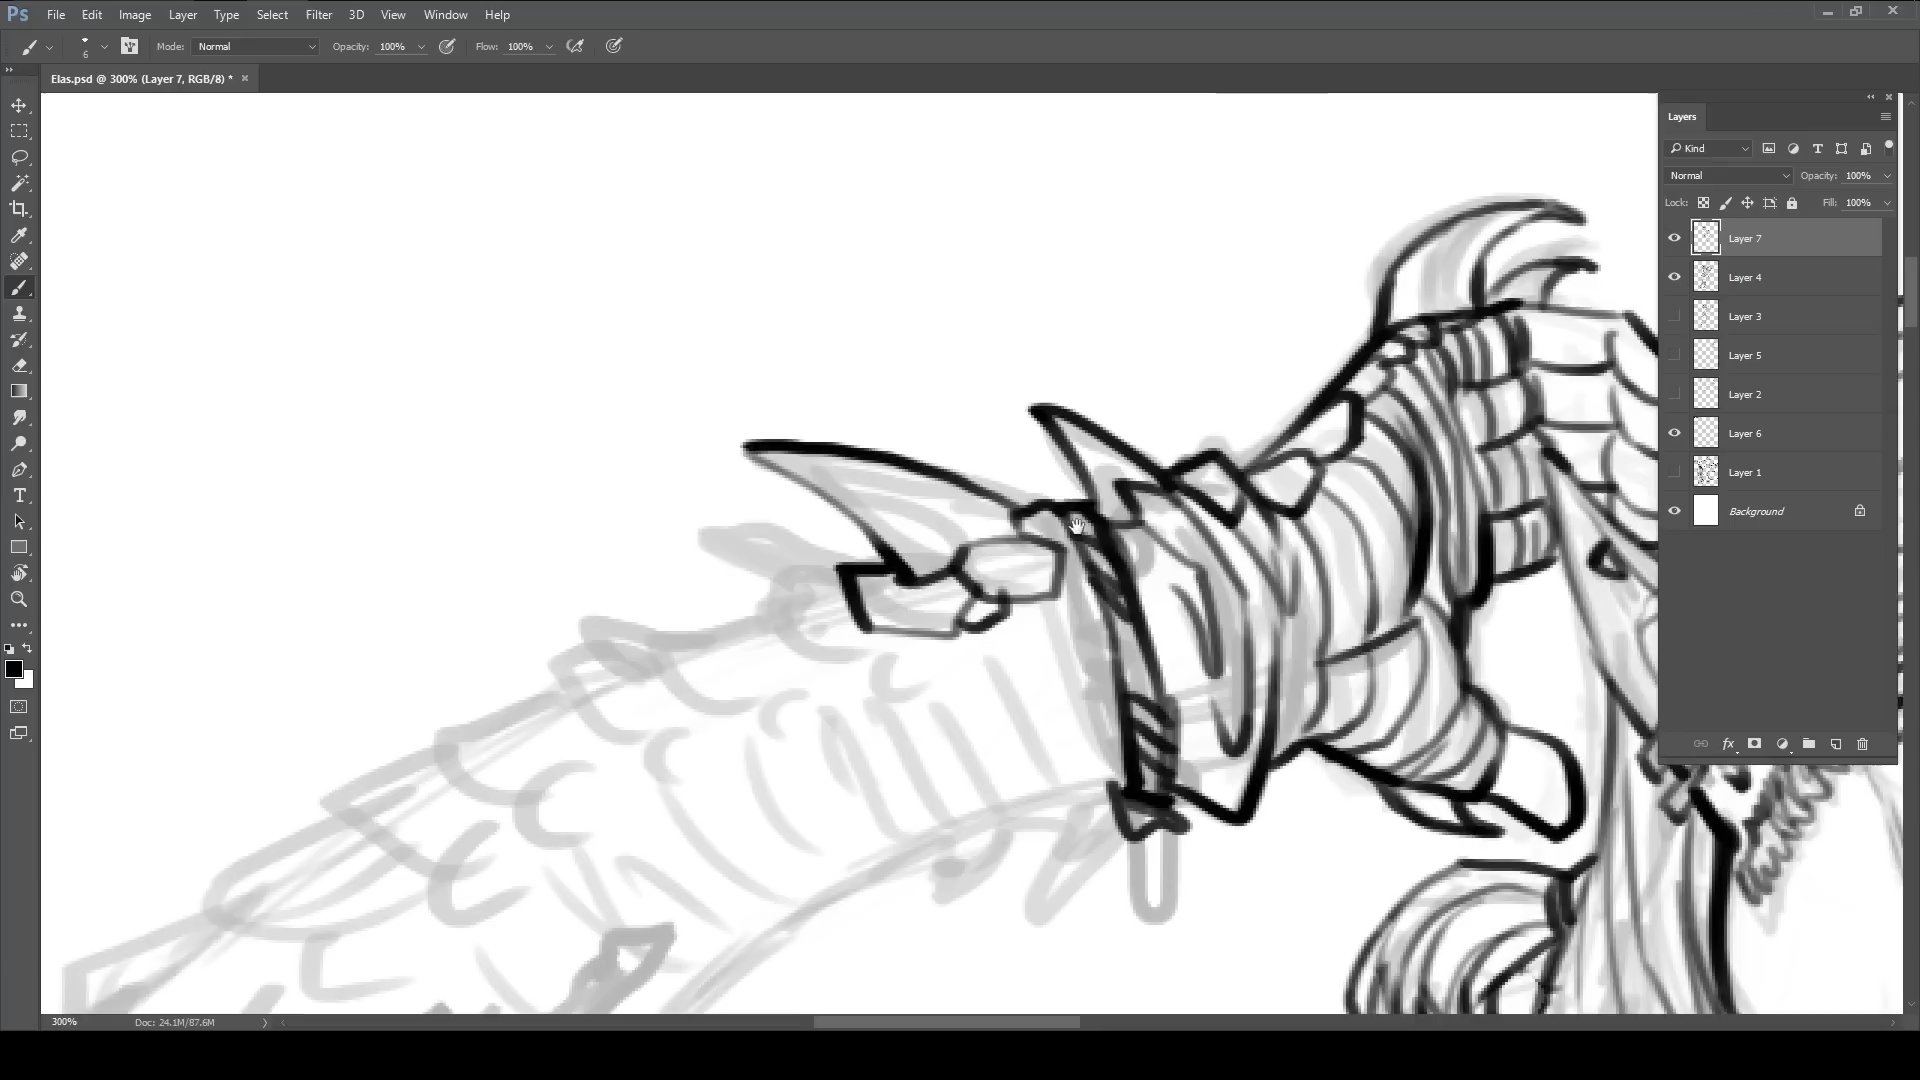 Ps File Edit Image Layer Type Select Filter 3D View Window Help
6 Mode: Normal Opacity: 100% Flow: 100%
Elas.psd @ 300% (Layer 7, RGB/8) *
Layers
Kind
Normal Opacity: 100%
Lock: Fill: 100%
Layer 7
Layer 4
Layer 3
Layer 5
Layer 2
Layer 6
Layer 1
Background
fx
300% Doc: 24.1M/87.6M